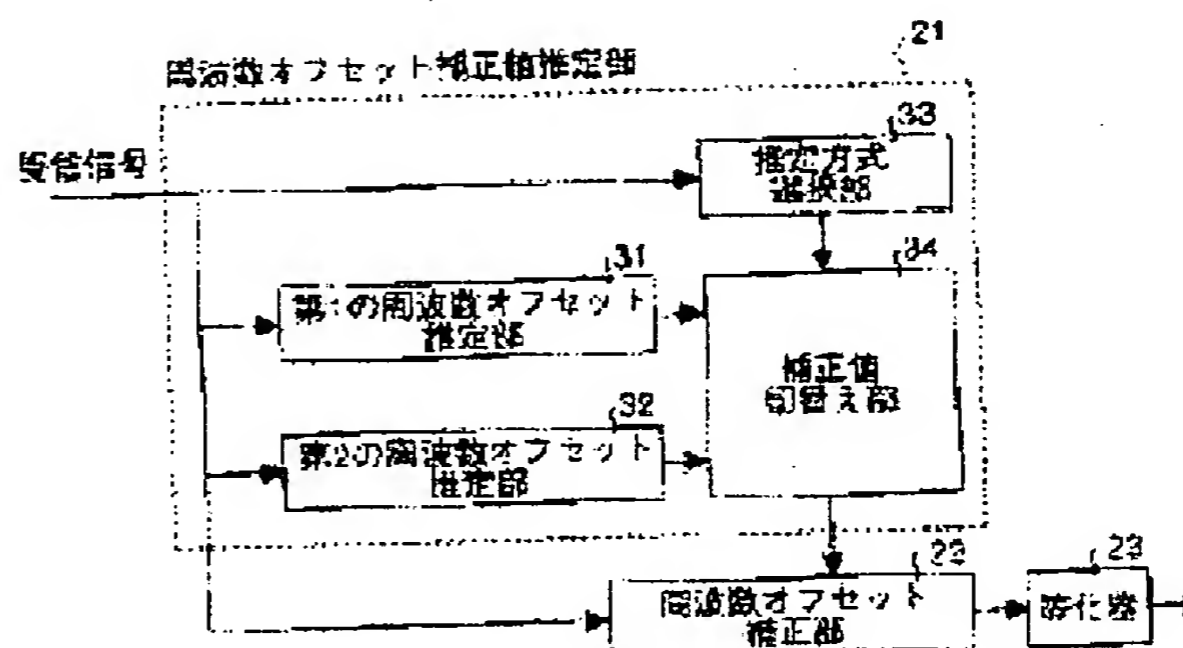 21
周波数オフセット補正値推定部
33
受信信号
推定方式
選択部
31
34
第1の周波数オフセット
推定部
補正値
切替え部
32
第2の周波数オフセット
推定部
22
23
周波数オフセット
補正部
等化器